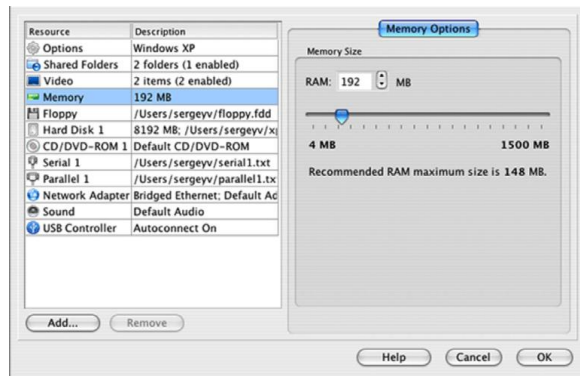 Resource Description
Options Windows XP
Shared Folders 2 folders (1 enabled)
Video 2 items (2 enabled)
Memory 192 MB
Floppy /Users/sergeyv/floppy.fdd
Hard Disk 1 8192 MB; /Users/sergeyv/x
CD/DVD-ROM 1 Default CD/DVD-ROM
Serial 1 /Users/sergeyv/serial1.txt
Parallel 1 /Users/sergeyv/parallel1.tx
Network Adapter Bridged Ethernet; Default Ad
Sound Default Audio
USB Controller Autoconnect On
Add... Remove
Memory Options
Memory Size
RAM: 192 MB
4 MB 1500 MB
Recommended RAM maximum size is 148 MB.
Help Cancel OK